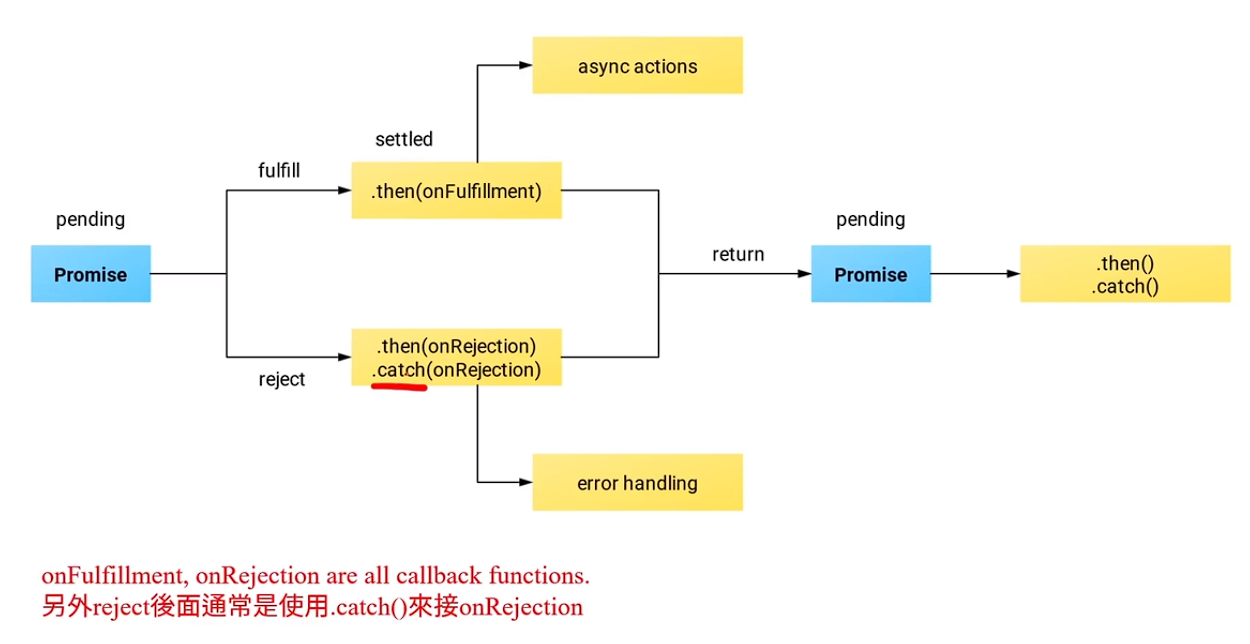 async actions
settled
fulfill
.then(onFulfillment)
pending
Promise
return
pending
Promise
.then()
.catch()
.then(onRejection)
.catch(onRejection)
reject
error handling
onFulfillment, onRejection are all callback functions.
另外reject後面通常是使用.catch()來接onRejection